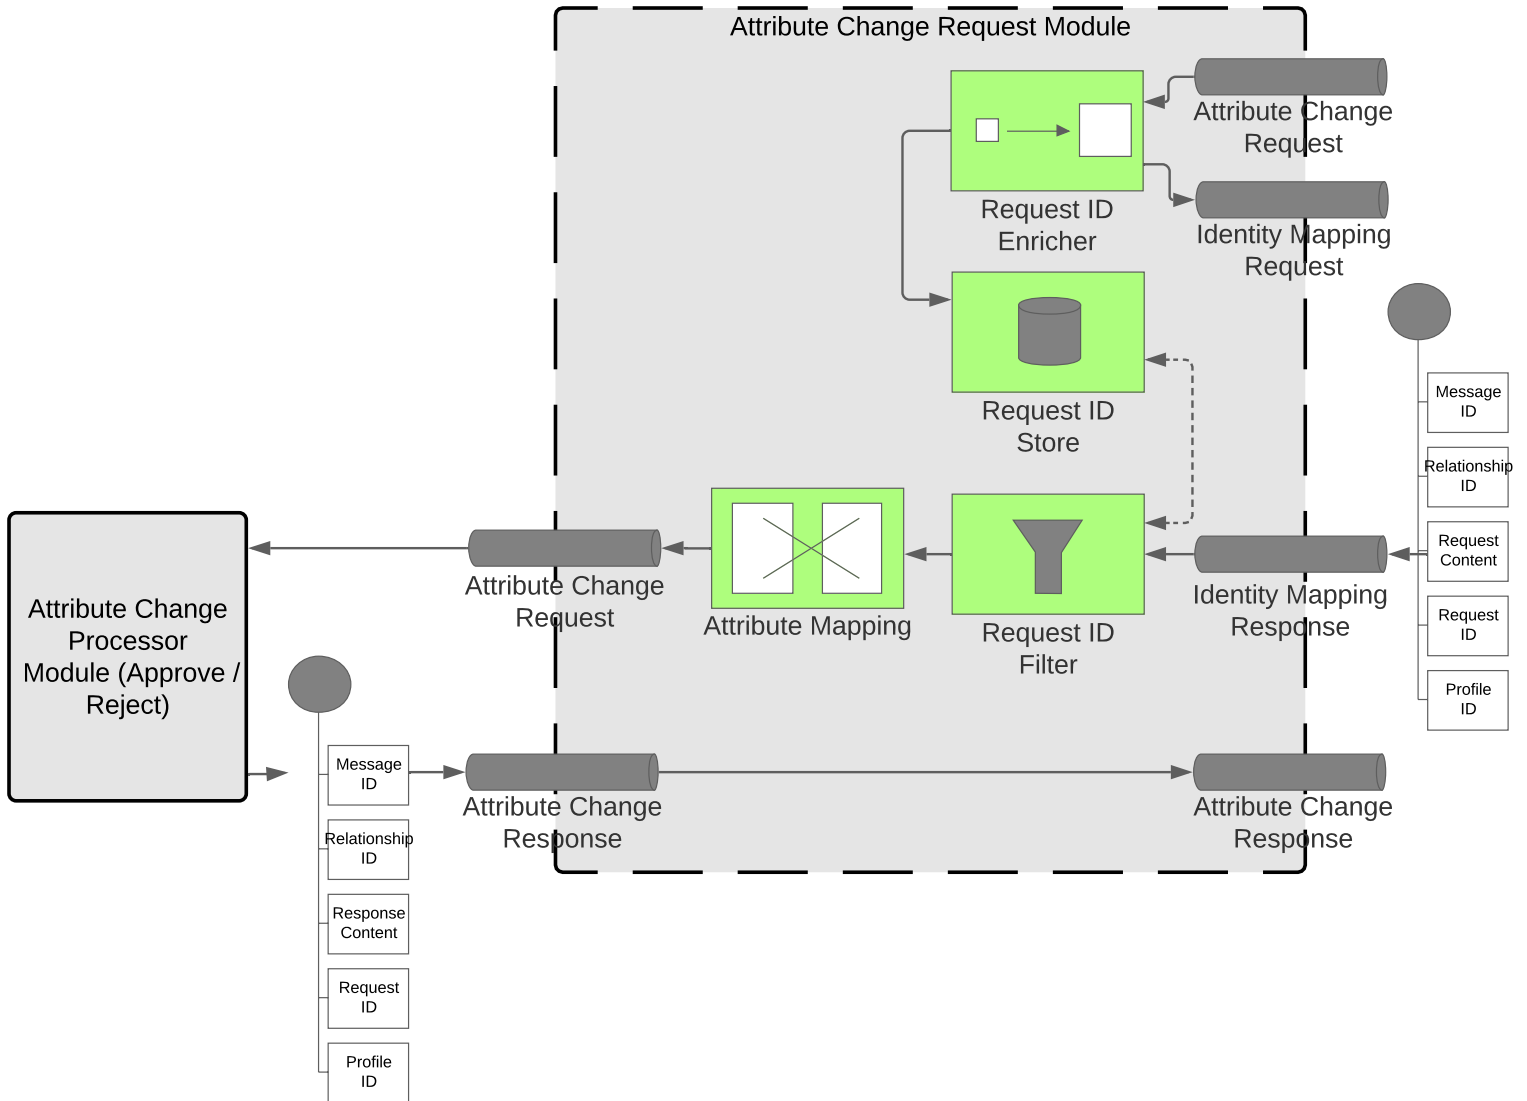 Attribute Change Request Module
Attribute Change
Request
Request ID
Enricher
Identity Mapping
Request
Request ID
Store
Message
ID
Relationship
ID
Request
Content
Request
ID
Profile
ID
Identity Mapping
Response
Request ID
Filter
Attribute Mapping
Attribute Change
Request
Attribute Change
Processor
Module (Approve /
Reject)
Message
ID
Relationship
ID
Response
Content
Request
ID
Profile
ID
Attribute Change
Response
Attribute Change
Response